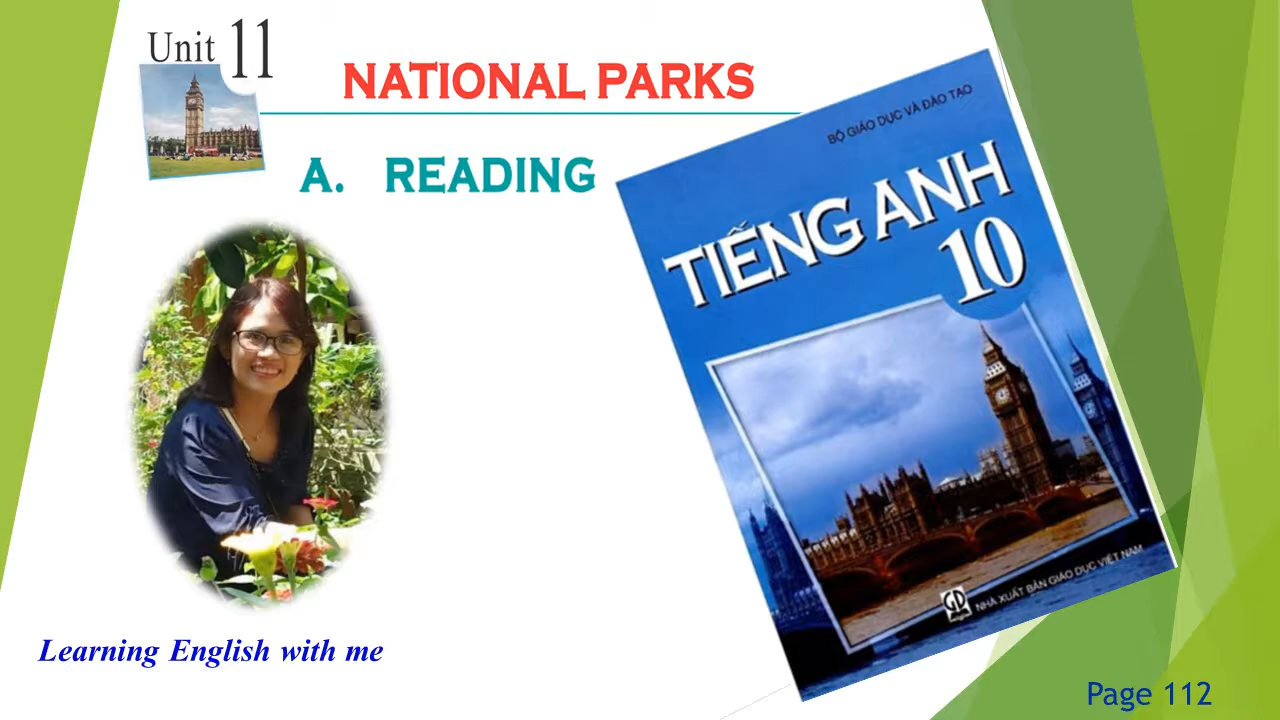 Unit 11
NATIONAL PARKS
A. READING
BỘ GIÁO DỤC VÀ ĐÀO TẠO
TIẾNG ANH
10
GD
NHÀ XUẤT BẢN GIÁO DỤC VIỆT NAM
Learning English with me
Page 112